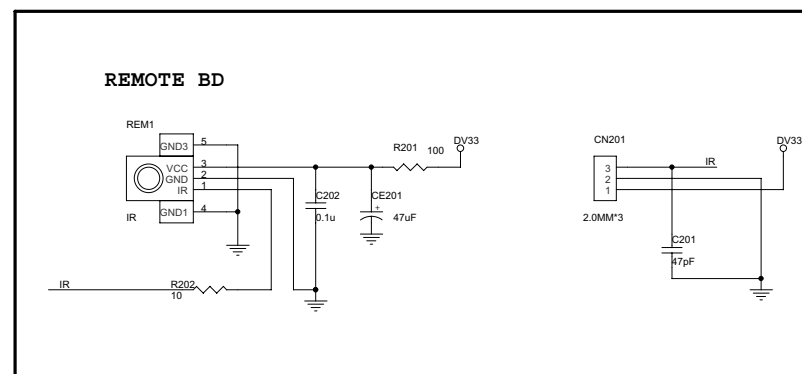 REMOTE BD
REM1
GND3 5
VCC 3
GND 2
IR 1
GND1 4
IR
R201 100
DV33
C202
0.1u
CE201
+
47uF
IR
R202
10
CN201
DV33
3 IR
2
1
2.0MM*3
C201
47pF